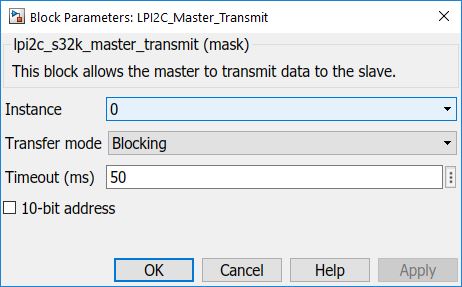 Block Parameters: LPI2C_Master_Transmit
lpi2c_s32k_master_transmit (mask)
This block allows the master to transmit data to the slave.
Instance 0
Transfer mode Blocking
Timeout (ms) 50
10-bit address
OK Cancel Help Apply